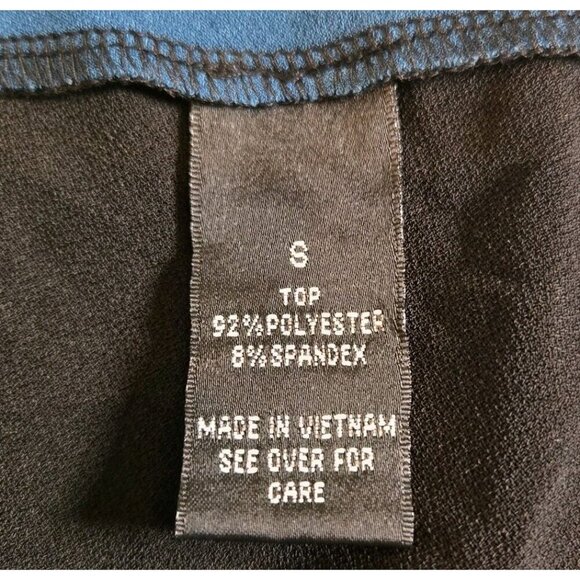 S
TOP
92%POLYESTER
8%SPANDEX
MADE IN VIETNAM
SEE OVER FOR
CARE